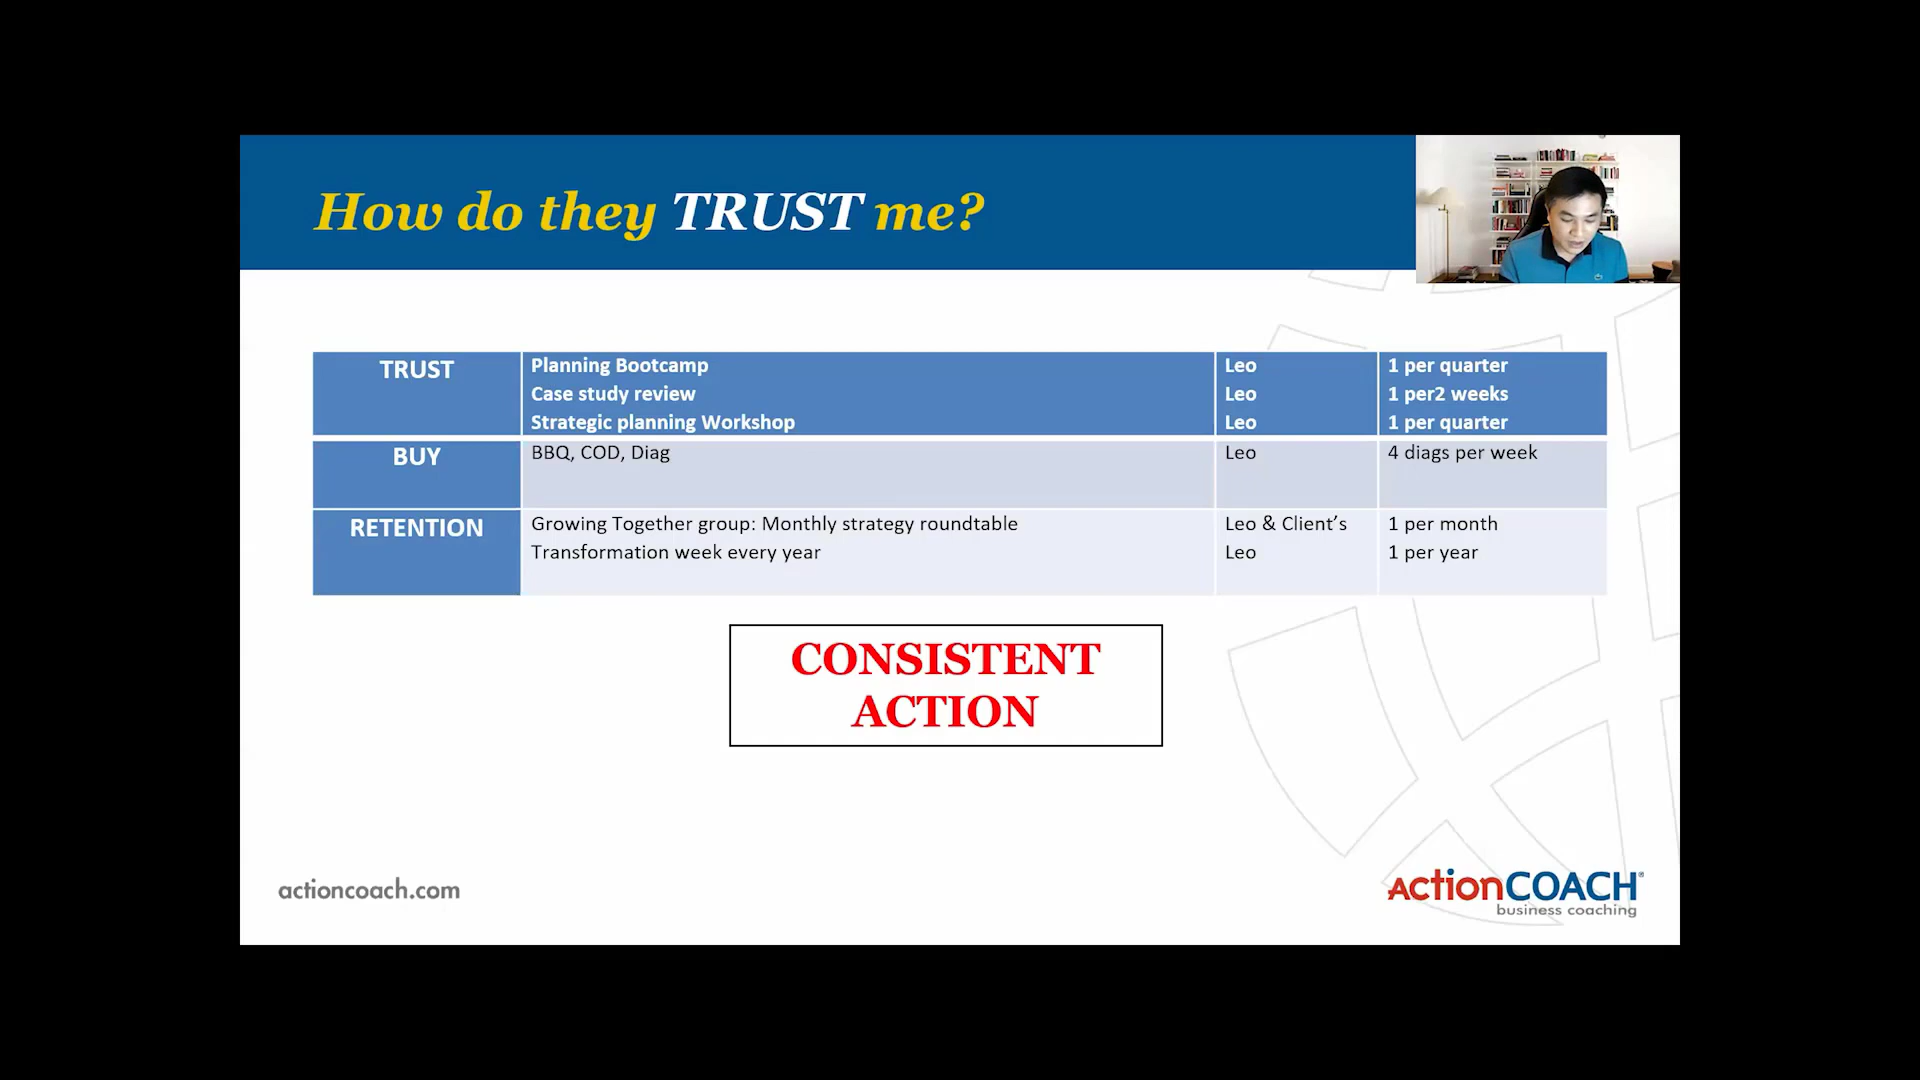 How do they TRUST me?
TRUST
Planning Bootcamp Leo 1 per quarter
Case study review Leo 1 per2 weeks
Strategic planning Workshop Leo 1 per quarter
BUY
BBQ, COD, Diag Leo 4 diags per week
RETENTION
Growing Together group: Monthly strategy roundtable Leo & Client’s 1 per month
Transformation week every year Leo 1 per year
CONSISTENT
ACTION
actioncoach.com
ActionCOACH®
business coaching